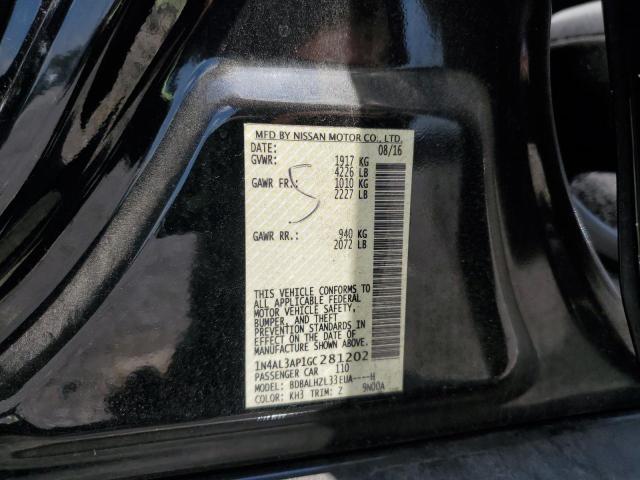 MFD BY NISSAN MOTOR CO., LTD.
DATE: 08/16
GVWR: 1917 KG
4226 LB
GAWR FR.: 1010 KG
2227 LB
5
GAWR RR.: 940 KG
2072 LB
THIS VEHICLE CONFORMS TO
ALL APPLICABLE FEDERAL
MOTOR VEHICLE SAFETY,
BUMPER, AND THEFT
PREVENTION STANDARDS IN
EFFECT ON THE DATE OF
MANUFACTURE SHOWN ABOVE.
1N4AL3AP1GC281202
PASSENGER CAR 110
MODEL: BDBALHZL33EUA----H
COLOR: KH3 TRIM: Z 9N00A